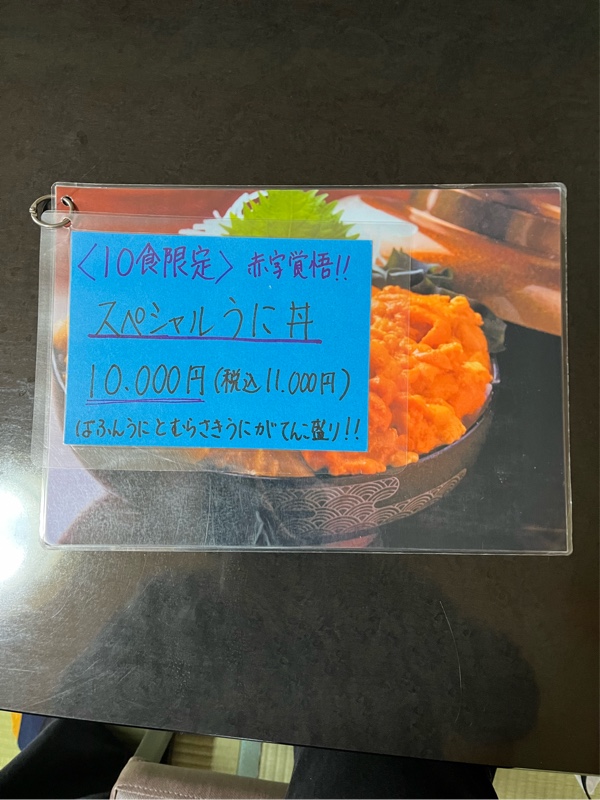 〈10食限定〉 赤字覚悟!!
スペシャルうに丼
10.000円(税込11.000円)
ばふんうにとむらさきうにがてんこ盛り!!